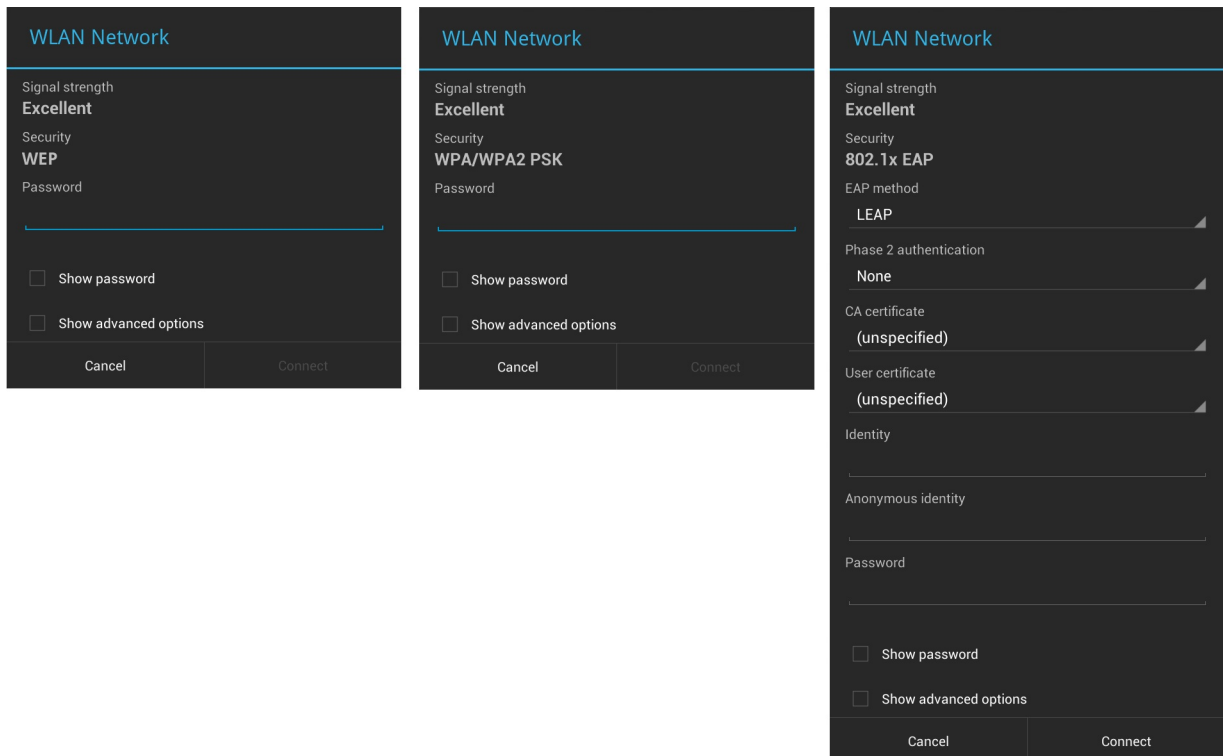 WLAN Network
Signal strength
Excellent
Security
WEP
Password
Show password
Show advanced options
Cancel
Connect
WLAN Network
Signal strength
Excellent
Security
WPA/WPA2 PSK
Password
Show password
Show advanced options
Cancel
Connect
WLAN Network
Signal strength
Excellent
Security
802.1x EAP
EAP method
LEAP
Phase 2 authentication
None
CA certificate
(unspecified)
User certificate
(unspecified)
Identity
Anonymous identity
Password
Show password
Show advanced options
Cancel
Connect